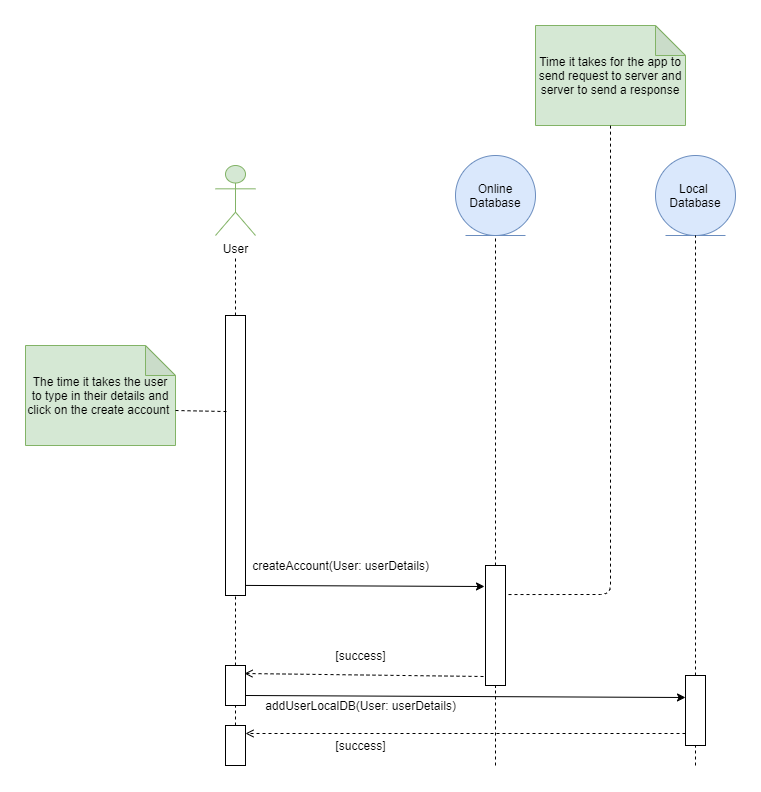 Time it takes for the app to
send request to server and
server to send a response
Online
Database
Local
Database
User
The time it takes the user
to type in their details and
click on the create account
createAccount(User: userDetails)
[success]
addUserLocalDB(User: userDetails)
[success]